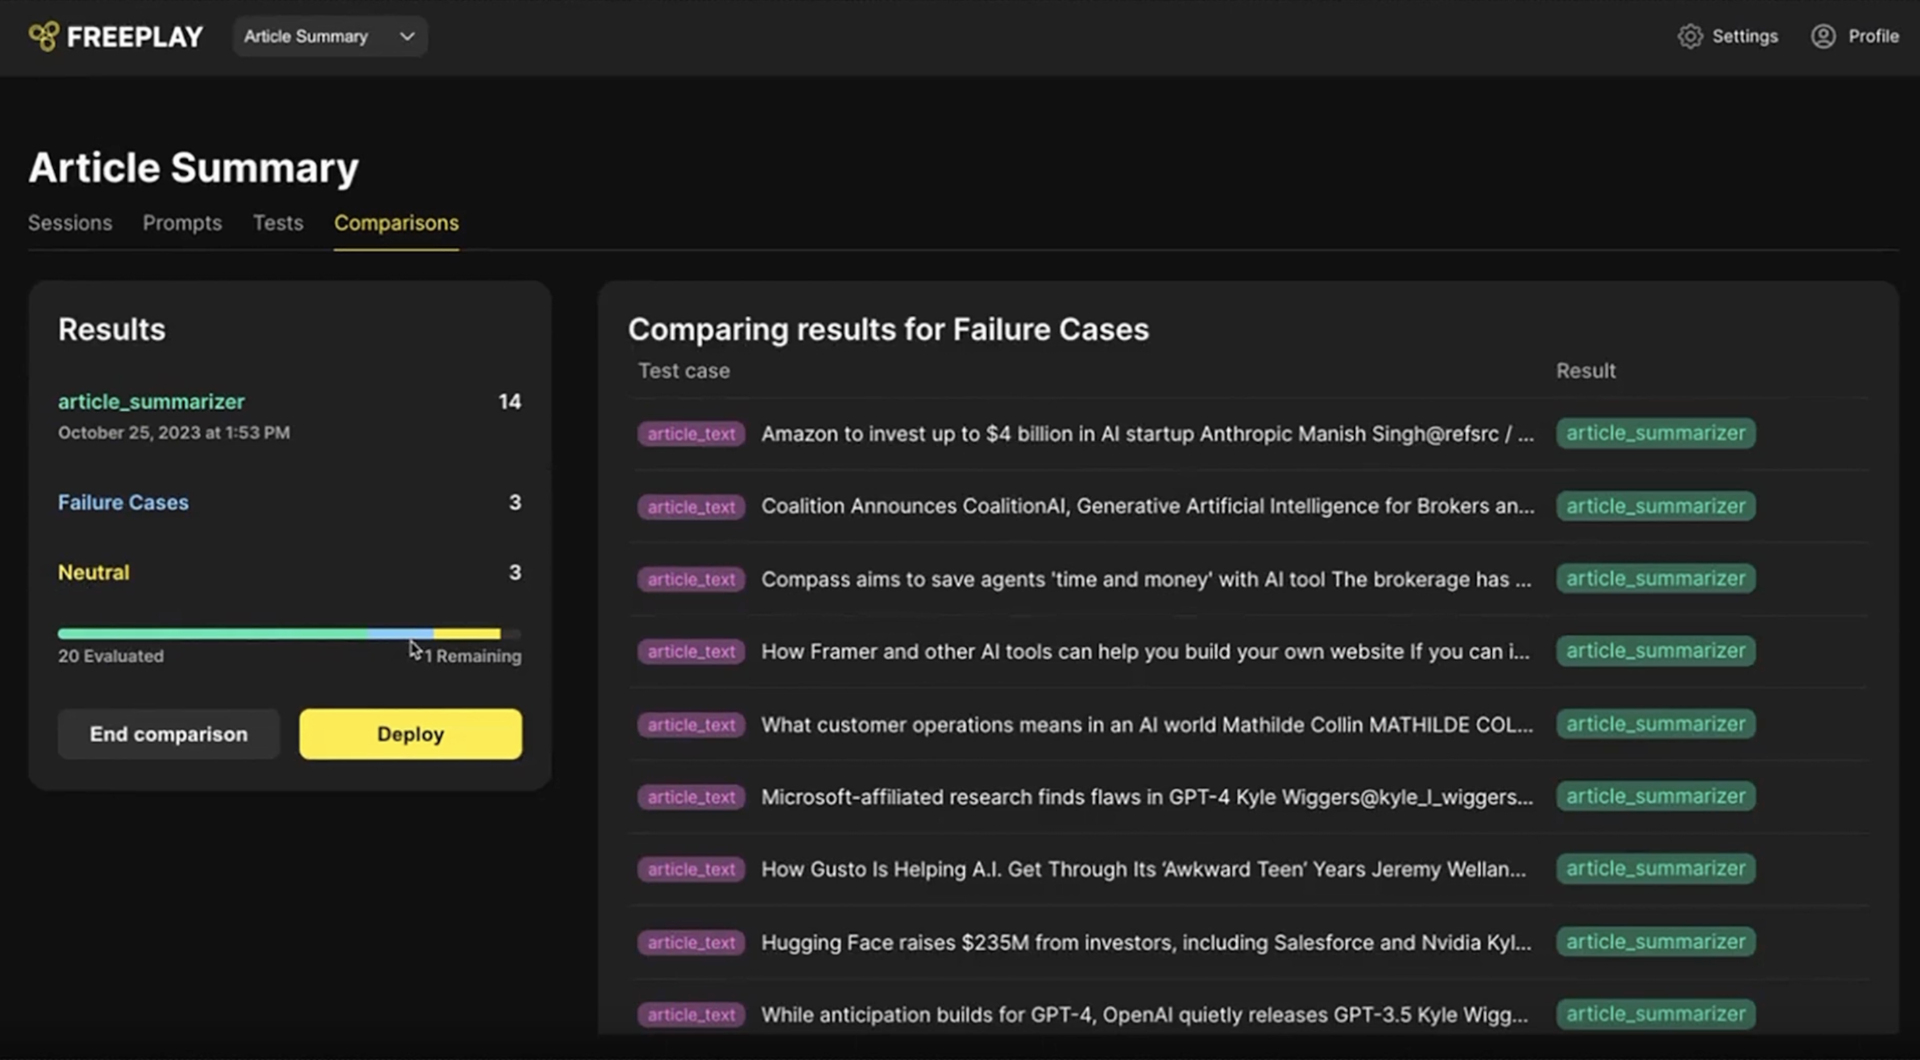 FREEPLAY
Article Summary
Settings
Profile
Article Summary
Sessions Prompts Tests Comparisons
Results
article_summarizer 14
October 25, 2023 at 1:53 PM
Failure Cases 3
Neutral 3
20 Evaluated 1 Remaining
End comparison Deploy
Comparing results for Failure Cases
Test case Result
article_text Amazon to invest up to $4 billion in AI startup Anthropic Manish Singh@refsrc / ... article_summarizer
article_text Coalition Announces CoalitionAI, Generative Artificial Intelligence for Brokers an... article_summarizer
article_text Compass aims to save agents 'time and money' with AI tool The brokerage has ... article_summarizer
article_text How Framer and other AI tools can help you build your own website If you can i... article_summarizer
article_text What customer operations means in an AI world Mathilde Collin MATHILDE COL... article_summarizer
article_text Microsoft-affiliated research finds flaws in GPT-4 Kyle Wiggers@kyle_l_wiggers... article_summarizer
article_text How Gusto Is Helping A.I. Get Through Its ‘Awkward Teen’ Years Jeremy Wellan... article_summarizer
article_text Hugging Face raises $235M from investors, including Salesforce and Nvidia Kyl... article_summarizer
article_text While anticipation builds for GPT-4, OpenAI quietly releases GPT-3.5 Kyle Wigg... article_summarizer